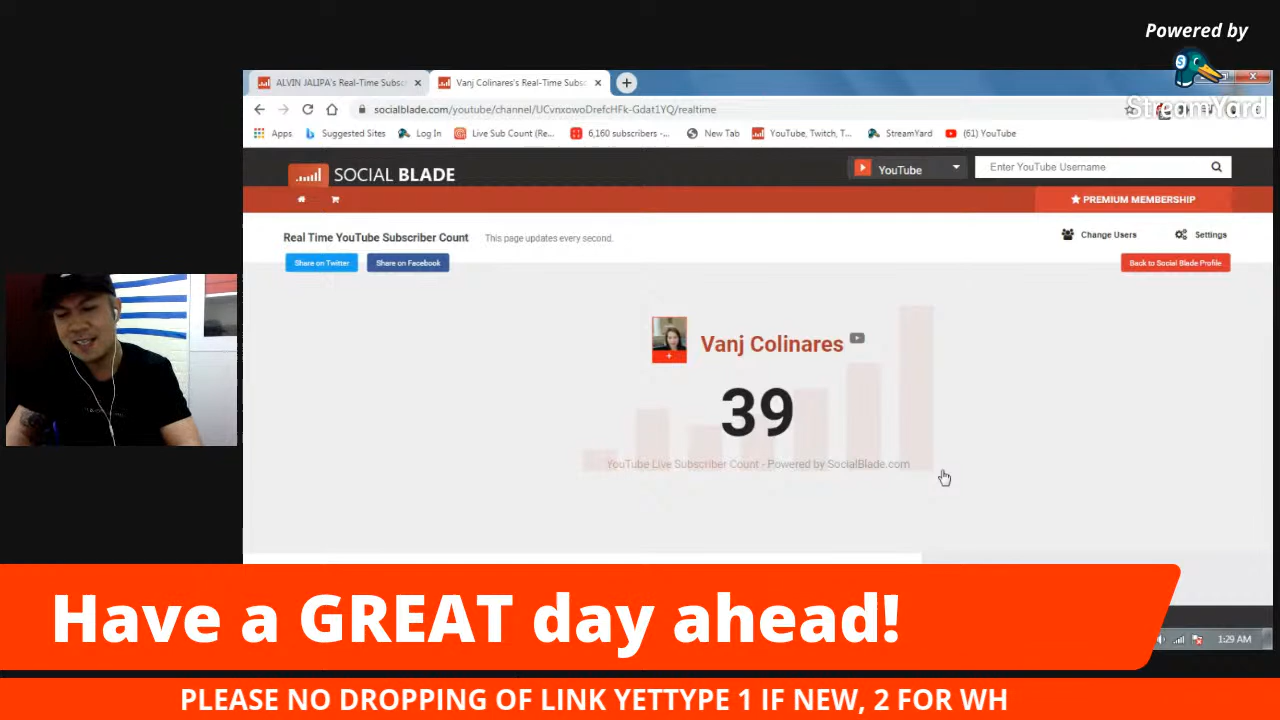 Powered by
StreamYard
ALVIN JALIPA's Real-Time Subsc
Vanj Colinares's Real-Time Subs
socialblade.com/youtube/channel/UCvnxowoDrefcHFk-Gdat1YQ/realtime
Apps Suggested Sites Log In Live Sub Count (Re... 6,160 subscribers -... New Tab YouTube, Twitch, T... StreamYard (61) YouTube
SOCIAL BLADE
YouTube
Enter YouTube Username
PREMIUM MEMBERSHIP
Real Time YouTube Subscriber Count This page updates every second.
Change Users Settings
Share on Twitter Share on Facebook
Back to Social Blade Profile
Vanj Colinares
39
YouTube Live Subscriber Count - Powered by SocialBlade.com
Have a GREAT day ahead!
1:29 AM
PLEASE NO DROPPING OF LINK YETTYPE 1 IF NEW, 2 FOR WH